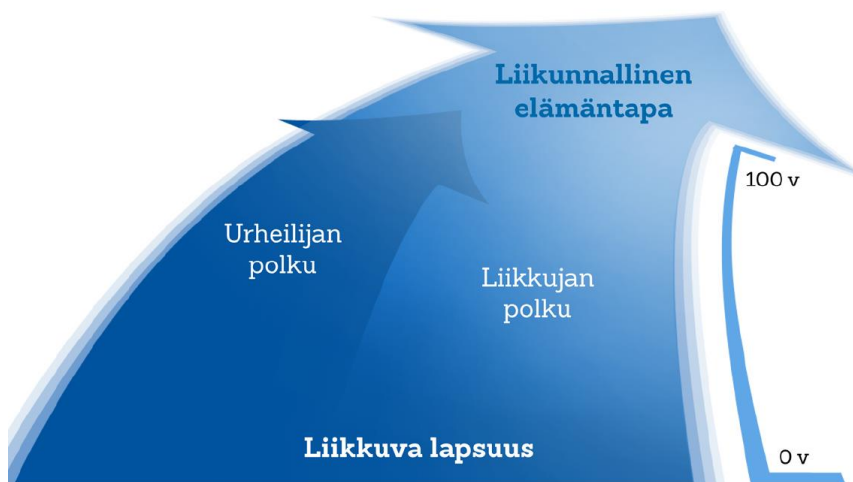 Liikunnallinen
elämäntapa
100 v
Urheilijan
polku
Liikkujan
polku
Liikkuva lapsuus
0 v